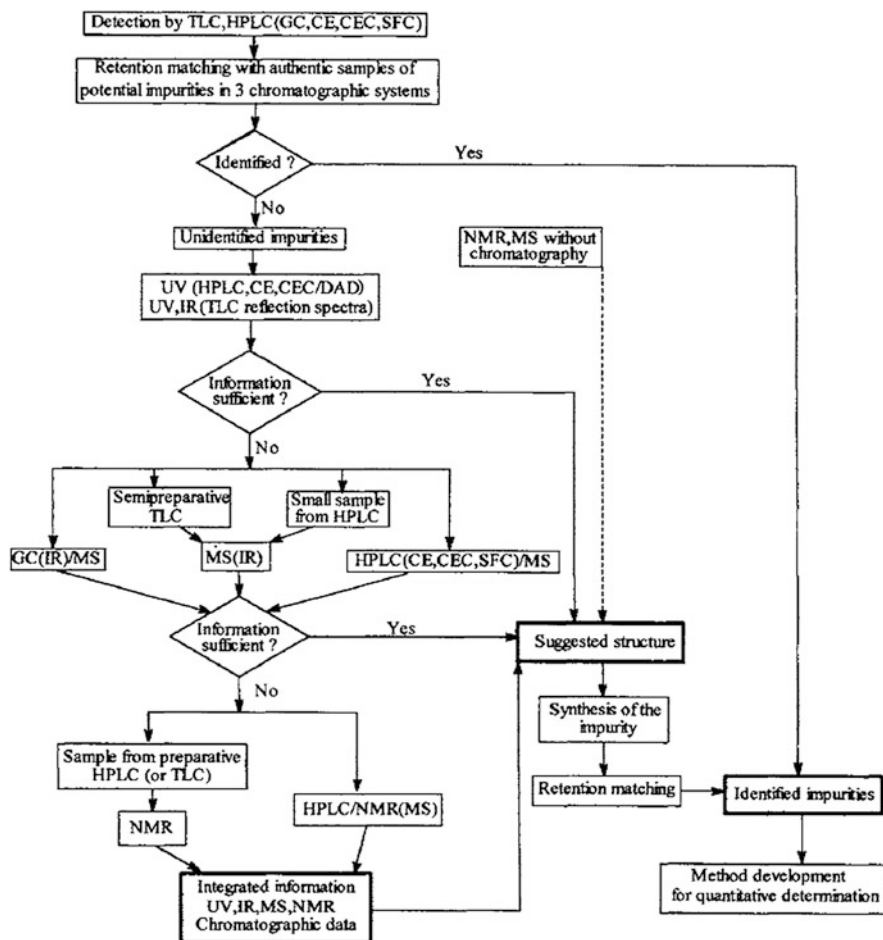 Detection by TLC,HPLC(GC,CE,CEC,SFC)
Retention matching with authentic samples of
potential impurities in 3 chromatographic systems
Identified ?
Yes
No
Unidentified impurities
NMR,MS without
chromatography
UV (HPLC,CE,CEC/DAD)
UV,IR(TLC reflection spectra)
Information
sufficient ?
Yes
No
Semipreparative
TLC
Small sample
from HPLC
GC(IR)/MS
MS(IR)
HPLC(CE,CEC,SFC)/MS
Information
sufficient ?
Yes
Suggested structure
No
Synthesis of the
impurity
Sample from preparative
HPLC (or TLC)
Retention matching
Identified impurities
HPLC/NMR(MS)
NMR
Integrated information
UV,IR,MS,NMR
Chromatographic data
Method development
for quantitative determination